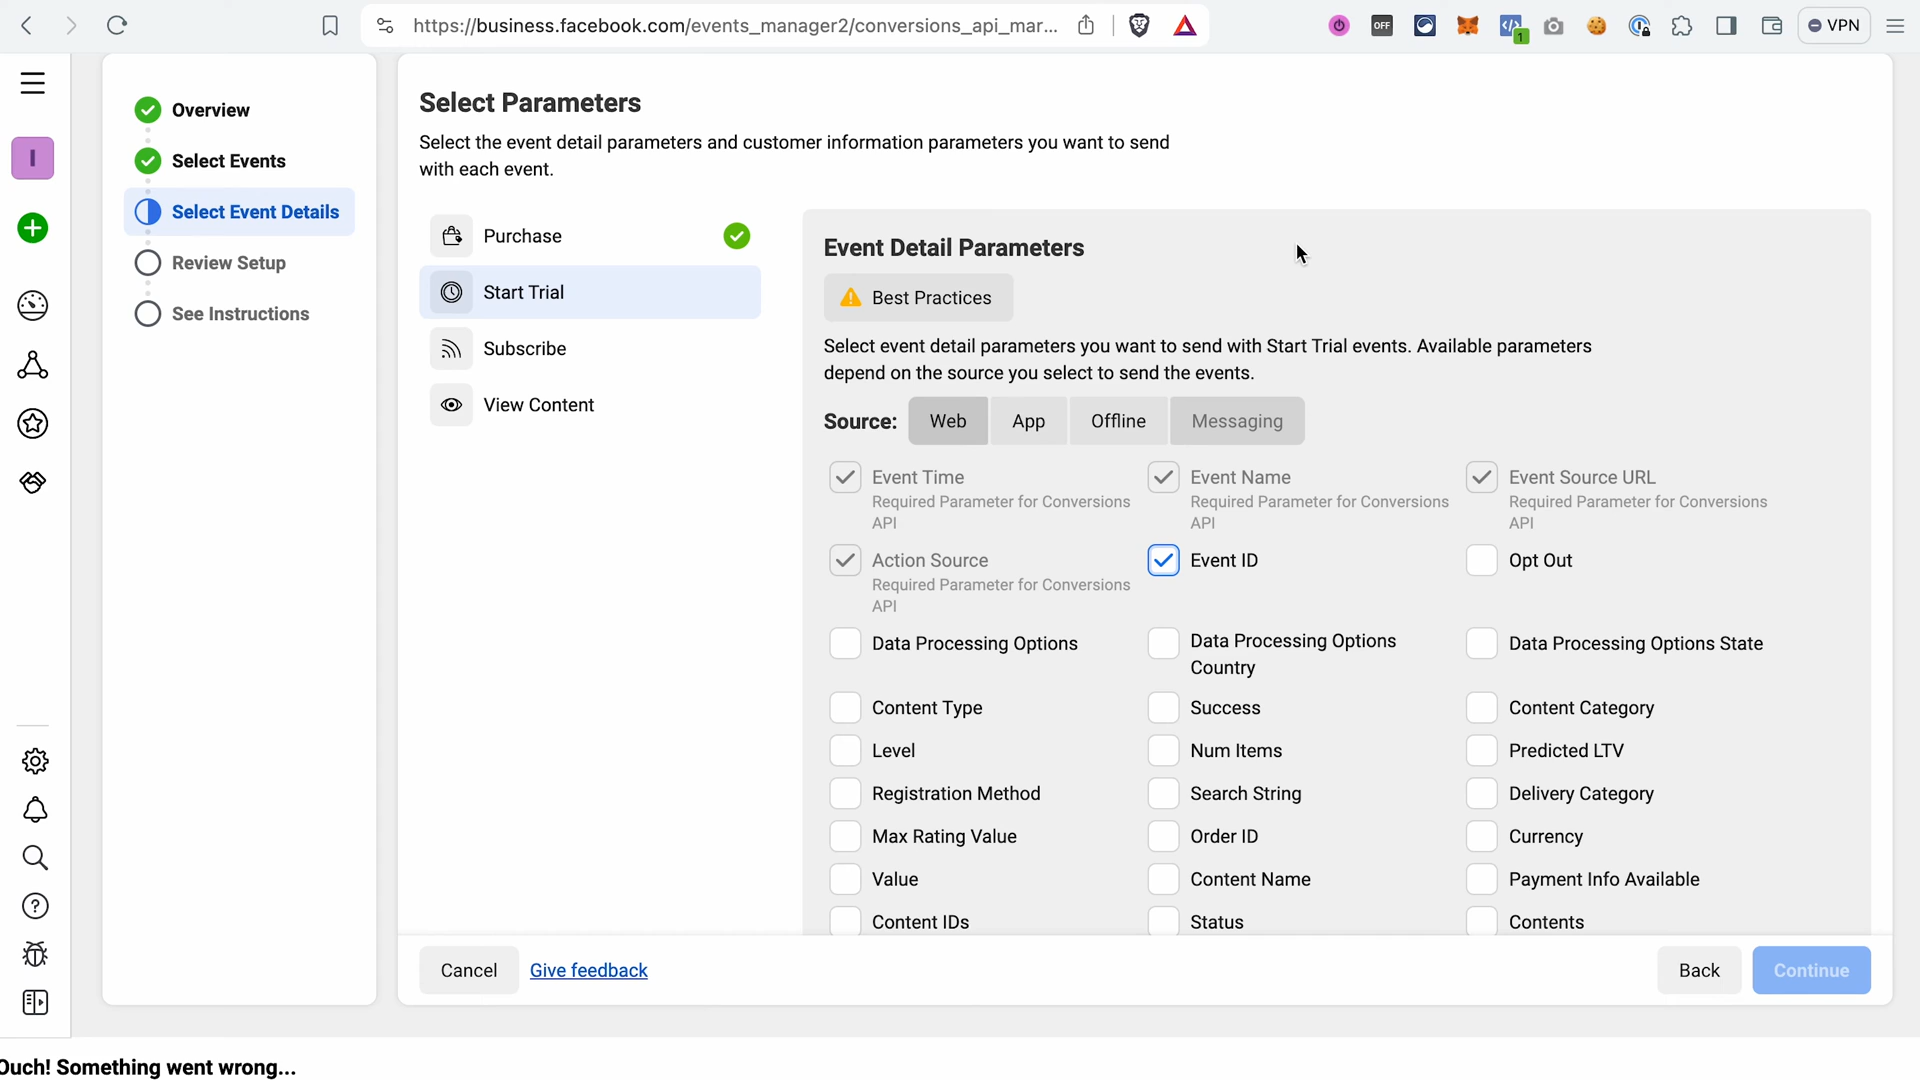 https://business.facebook.com/events_manager2/conversions_api_mar...
OFF
1
VPN
I
Overview
Select Events
Select Event Details
Review Setup
See Instructions
Select Parameters
Select the event detail parameters and customer information parameters you want to send
with each event.
Purchase
Start Trial
Subscribe
View Content
Event Detail Parameters
Best Practices
Select event detail parameters you want to send with Start Trial events. Available parameters
depend on the source you select to send the events.
Source: Web App Offline Messaging
Event Time Event Name Event Source URL
Required Parameter for Conversions Required Parameter for Conversions Required Parameter for Conversions
API API API
Action Source Event ID Opt Out
Required Parameter for Conversions
API
Data Processing Options Data Processing Options Data Processing Options State
Country
Content Type Success Content Category
Level Num Items Predicted LTV
Registration Method Search String Delivery Category
Max Rating Value Order ID Currency
Value Content Name Payment Info Available
Content IDs Status Contents
Cancel Give feedback Back Continue
Ouch! Something went wrong...